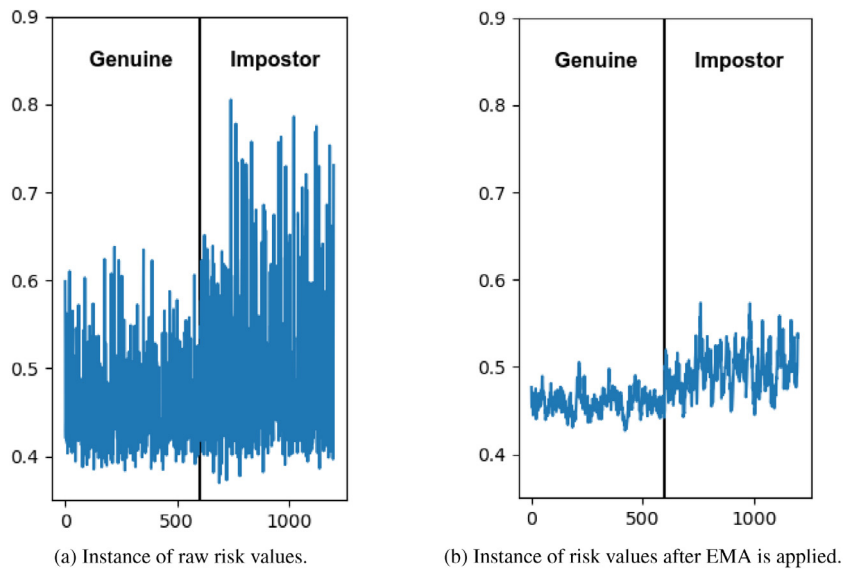 0.9
Genuine Impostor
0.8
0.7
0.6
0.5
0.4
0 500 1000
(a) Instance of raw risk values.
0.9
Genuine Impostor
0.8
0.7
0.6
0.5
0.4
0 500 1000
(b) Instance of risk values after EMA is applied.